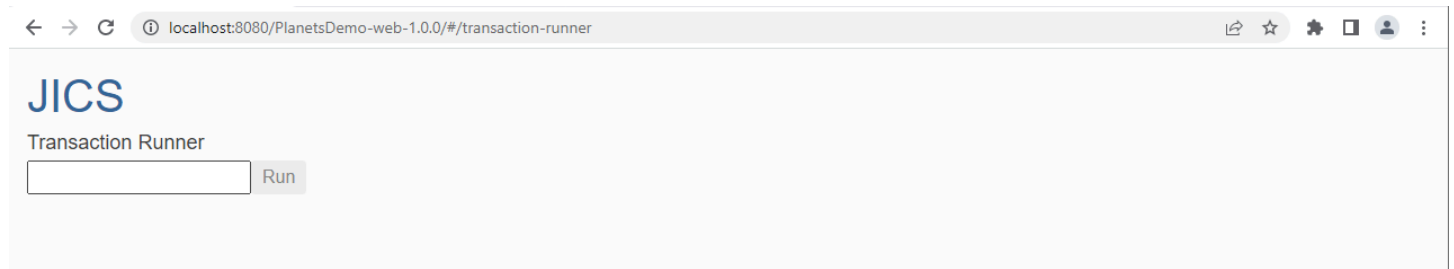 localhost:8080/PlanetsDemo-web-1.0.0/#/transaction-runner
JICS
Transaction Runner
Run